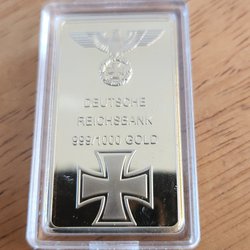 DEUTSCHE
REICHSBANK
999/1000 GOLD